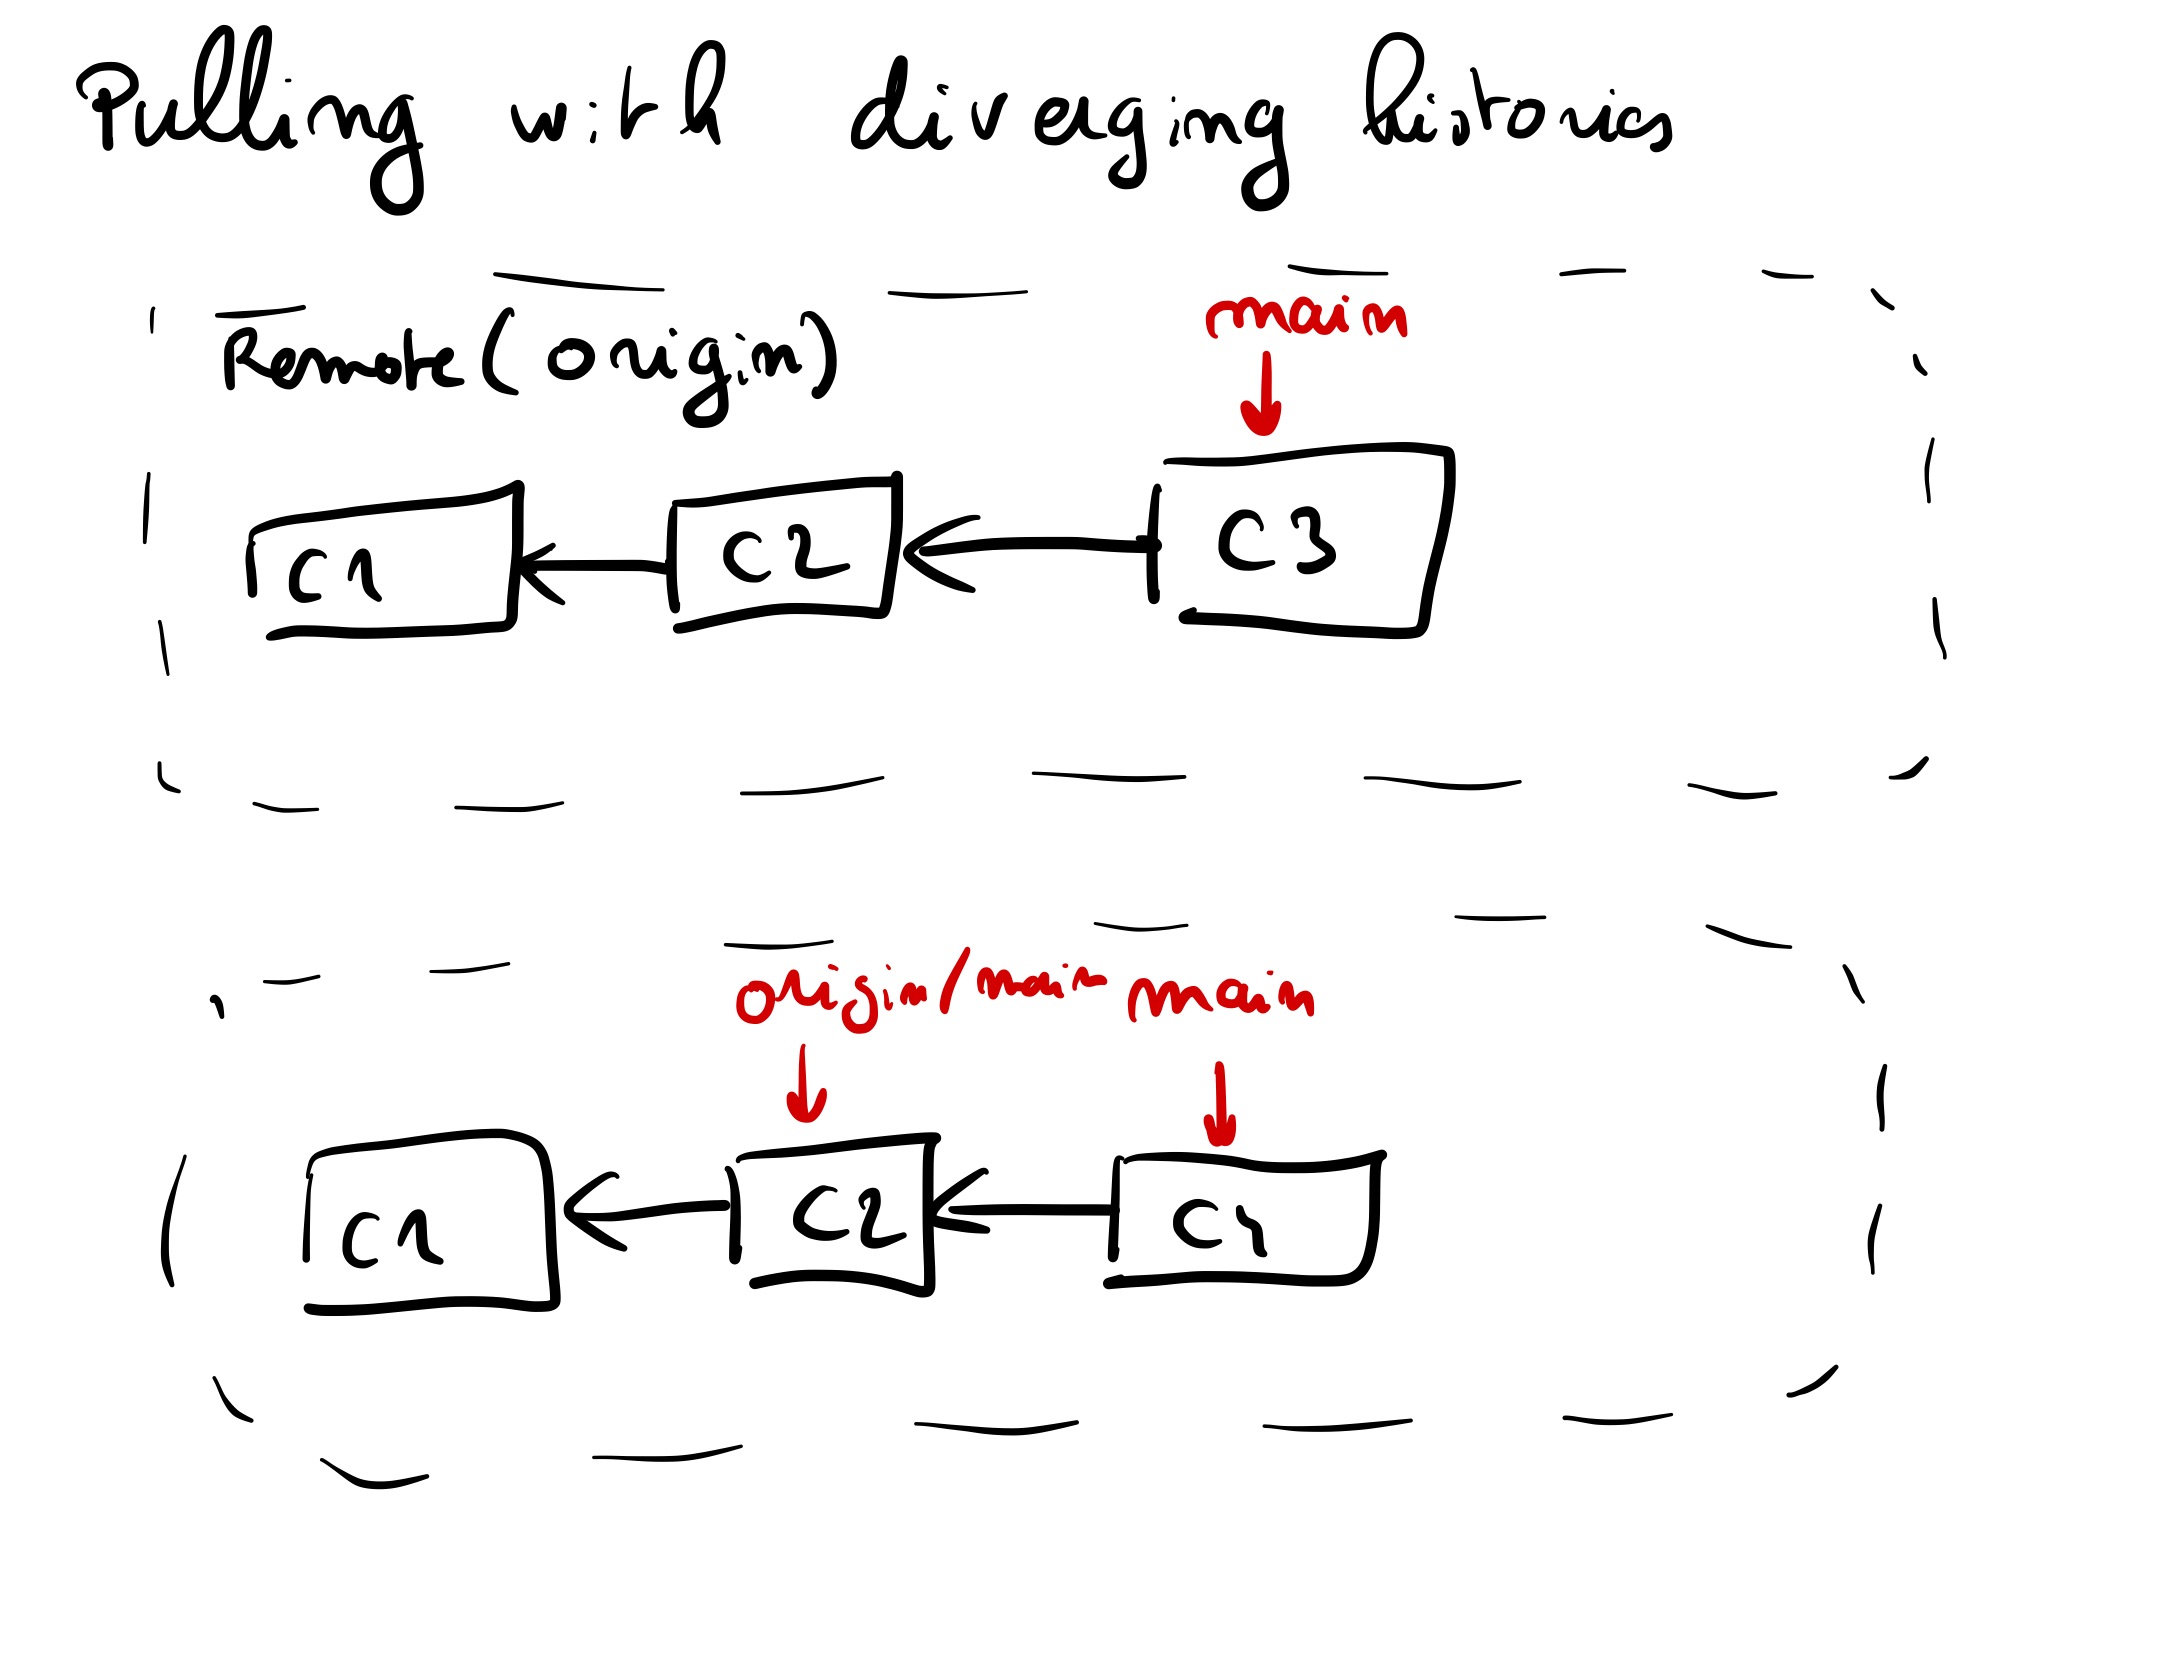 Pulling with diverging histories
main
Remote (origin)
C1 C2 C3
origin/main main
C1 C2 C4